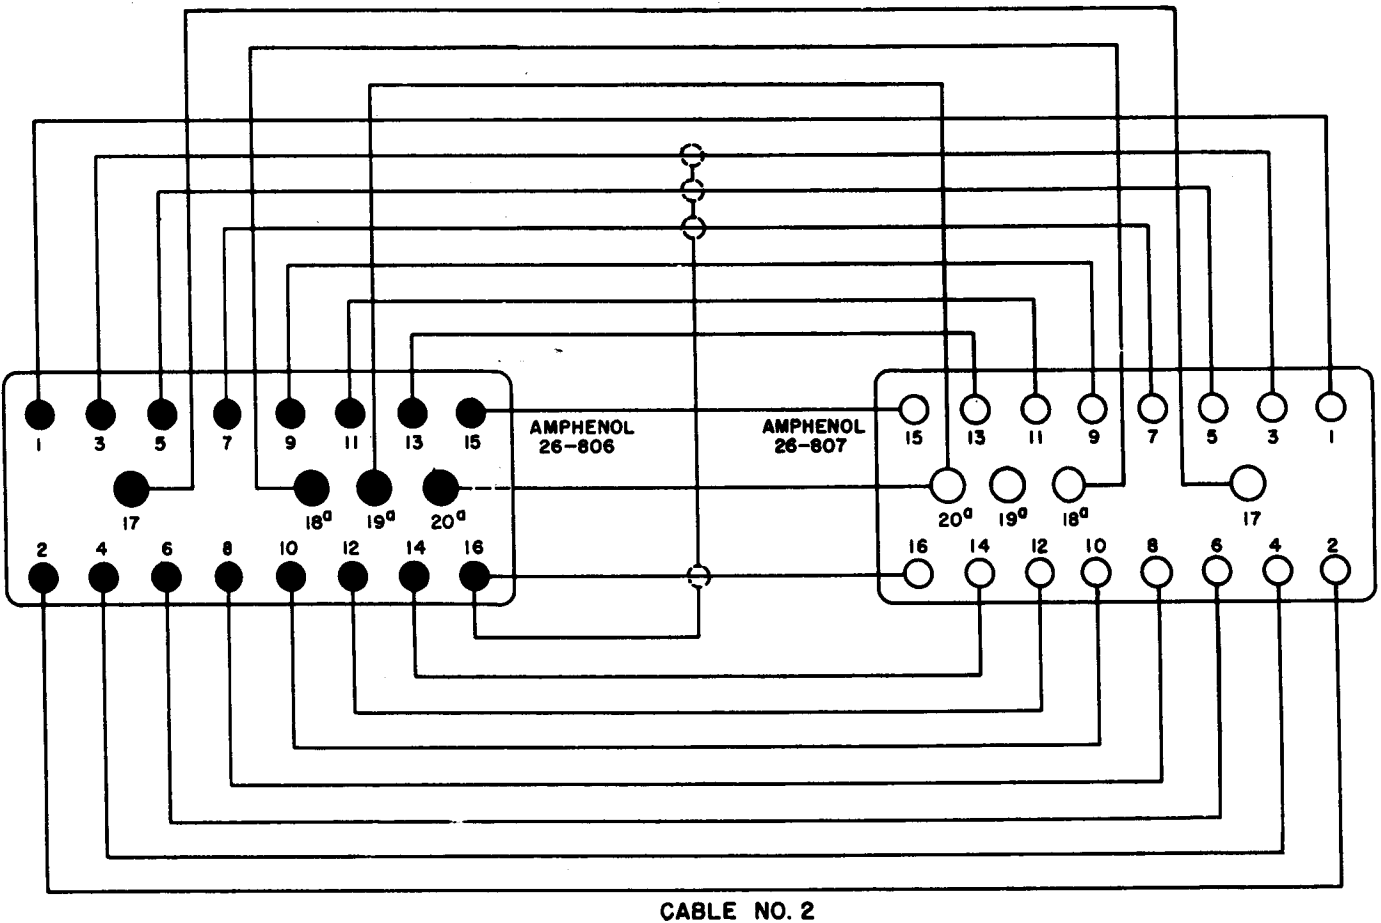 1 3 5 7 9 11 13 15
AMPHENOL
26-806
AMPHENOL
26-807
15 13 11 9 7 5 3 1
17 18a 19a 20a
20a 19a 18a 17
2 4 6 8 10 12 14 16
16 14 12 10 8 6 4 2
CABLE NO. 2